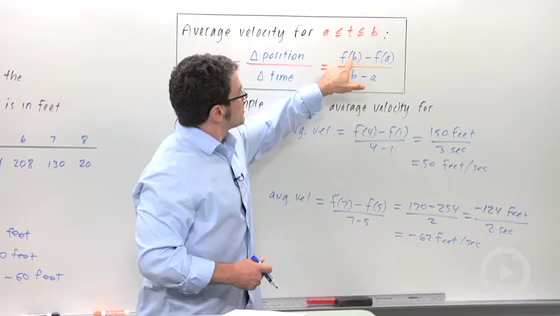 Average velocity for a ≤ t ≤ b :
= Δ position / Δ time = f(b) - f(a) / b - a
the
is in feet
6 7 8
208 130 20
feet
feet
-60 feet
mple average velocity for
avg. vel = f(4) - f(1) / 4-1 = 150 feet / 3 sec
= 50 feet/sec
avg. vel = f(7) - f(5) / 7-5 = 130-254 / 2 = -124 feet / 2 sec
= -62 feet/sec